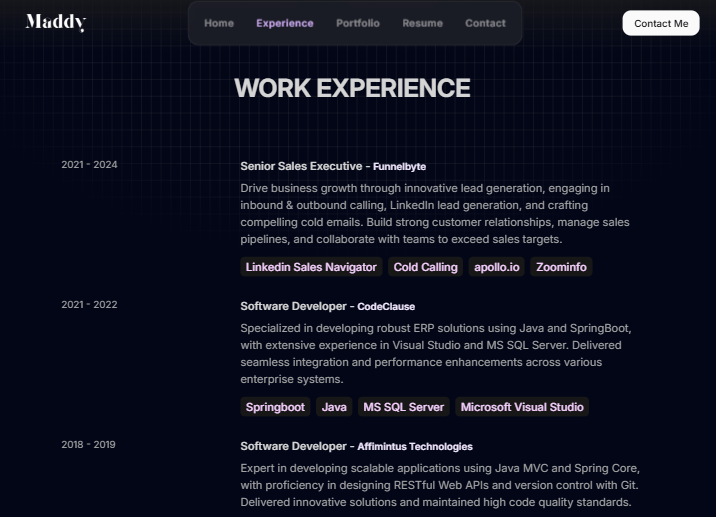 Maddy
Home Experience Portfolio Resume Contact
Contact Me
WORK EXPERIENCE
2021 - 2024
Senior Sales Executive - Funnelbyte
Drive business growth through innovative lead generation, engaging in
inbound & outbound calling, LinkedIn lead generation, and crafting
compelling cold emails. Build strong customer relationships, manage sales
pipelines, and collaborate with teams to exceed sales targets.
Linkedin Sales Navigator Cold Calling apollo.io Zoominfo
2021 - 2022
Software Developer - CodeClause
Specialized in developing robust ERP solutions using Java and SpringBoot,
with extensive experience in Visual Studio and MS SQL Server. Delivered
seamless integration and performance enhancements across various
enterprise systems.
Springboot Java MS SQL Server Microsoft Visual Studio
2018 - 2019
Software Developer - Affimintus Technologies
Expert in developing scalable applications using Java MVC and Spring Core,
with proficiency in designing RESTful Web APIs and version control with Git.
Delivered innovative solutions and maintained high code quality standards.